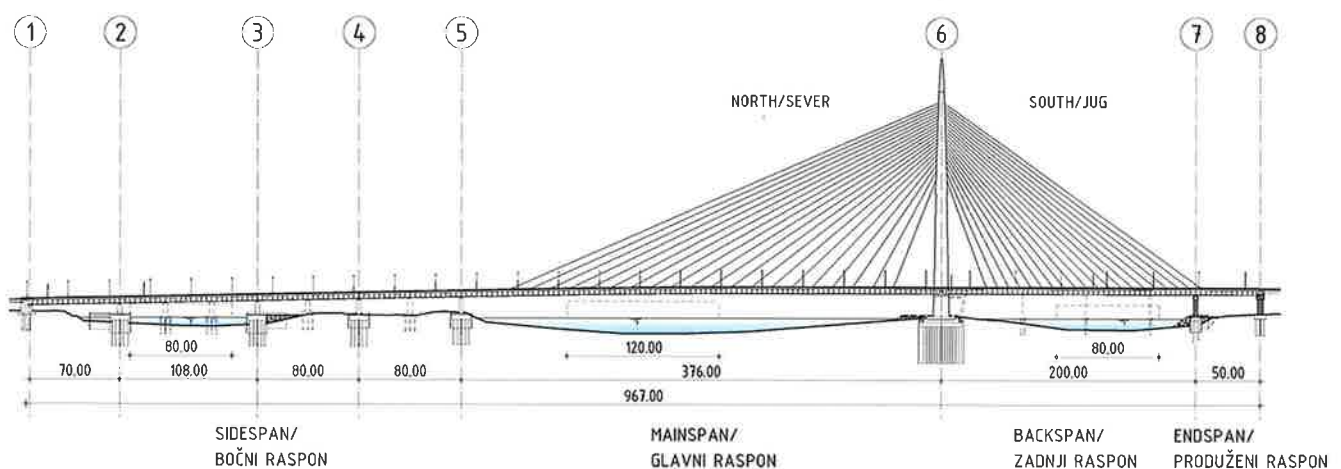 1 2 3 4 5 6 7 8
NORTH/SEVER SOUTH/JUG
80.00 120.00 80.00
70.00 108.00 80.00 80.00 376.00 200.00 50.00
967.00
SIDESPAN/ MAINSPAN/ BACKSPAN/ ENDSPAN/
BOČNI RASPON GLAVNI RASPON ZADNJI RASPON PRODUŽENI RASPON